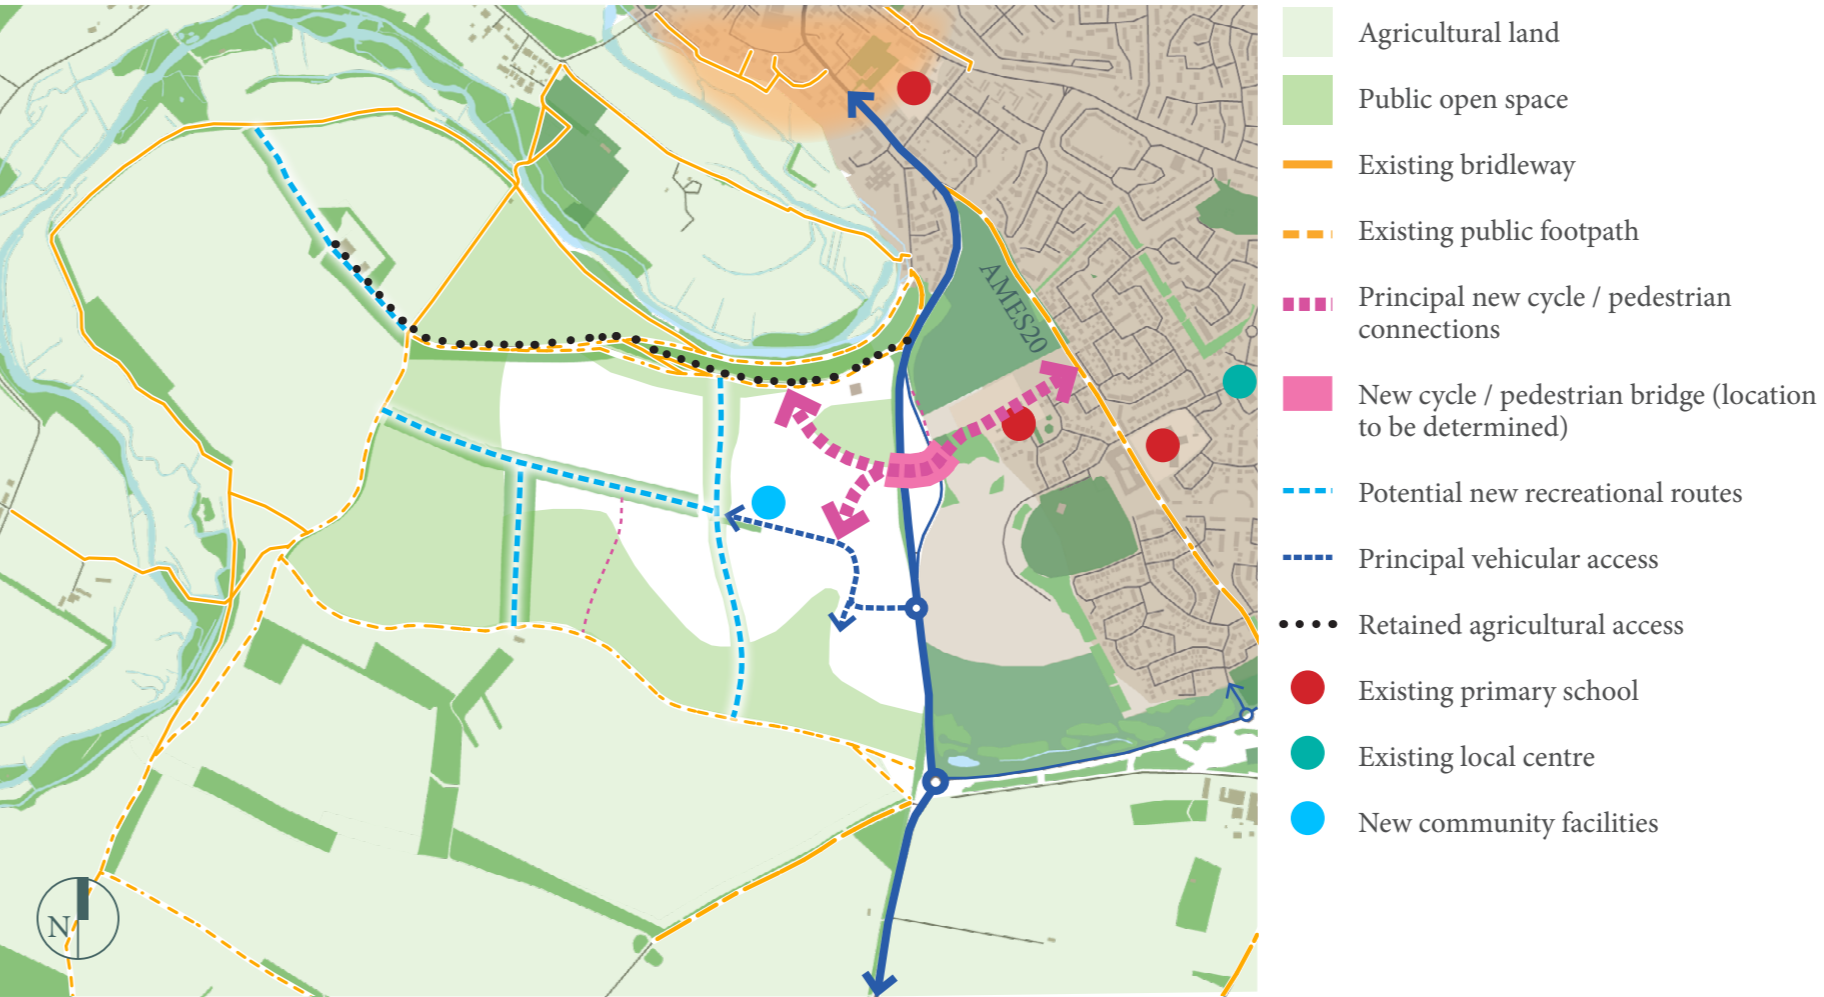 Agricultural land
Public open space
Existing bridleway
Existing public footpath
Principal new cycle / pedestrian
connections
New cycle / pedestrian bridge (location
to be determined)
Potential new recreational routes
Principal vehicular access
Retained agricultural access
Existing primary school
Existing local centre
New community facilities
AMES20
N